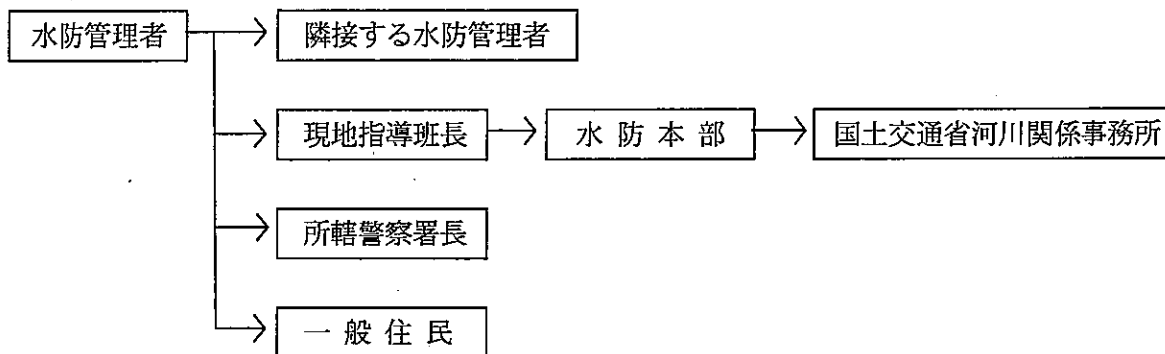 水防管理者
隣接する水防管理者
現地指導班長
水防本部
国土交通省河川関係事務所
所轄警察署長
一般住民